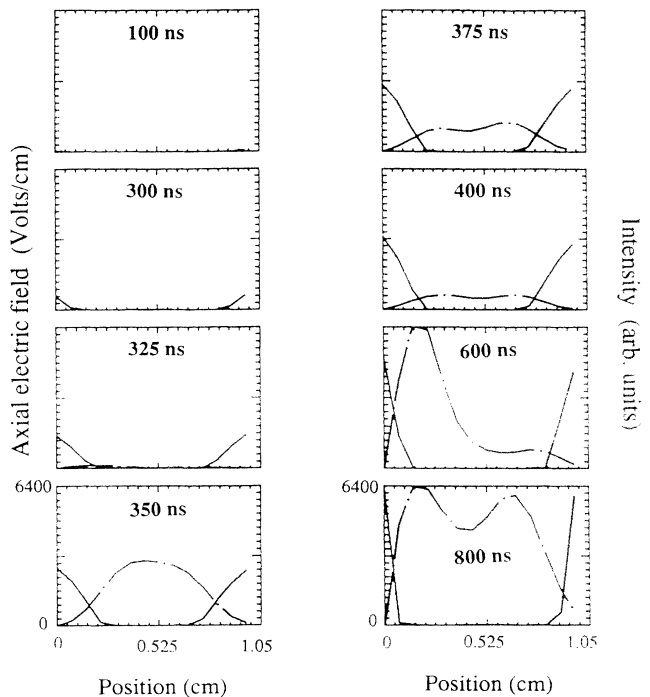 100 ns
375 ns
300 ns
400 ns
325 ns
600 ns
350 ns
800 ns
Axial electric field (Volts/cm)
Intensity (arb. units)
6400
0
0
0.525
1.05
Position (cm)
6400
0
0
0.525
1.05
Position (cm)